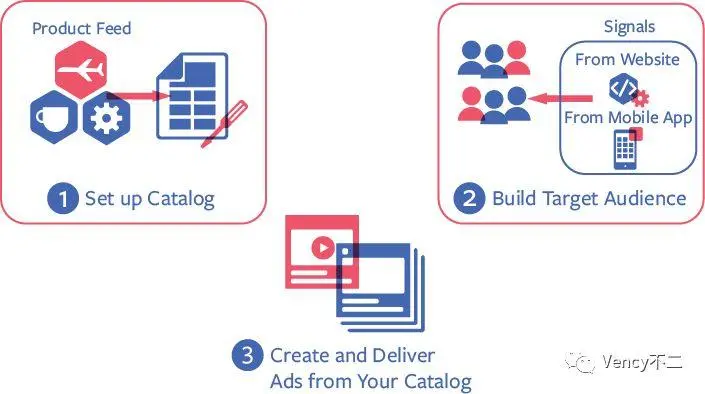 Product Feed
1 Set up Catalog
Signals
From Website
</>
From Mobile App
2 Build Target Audience
3 Create and Deliver
Ads from Your Catalog
Vency不二